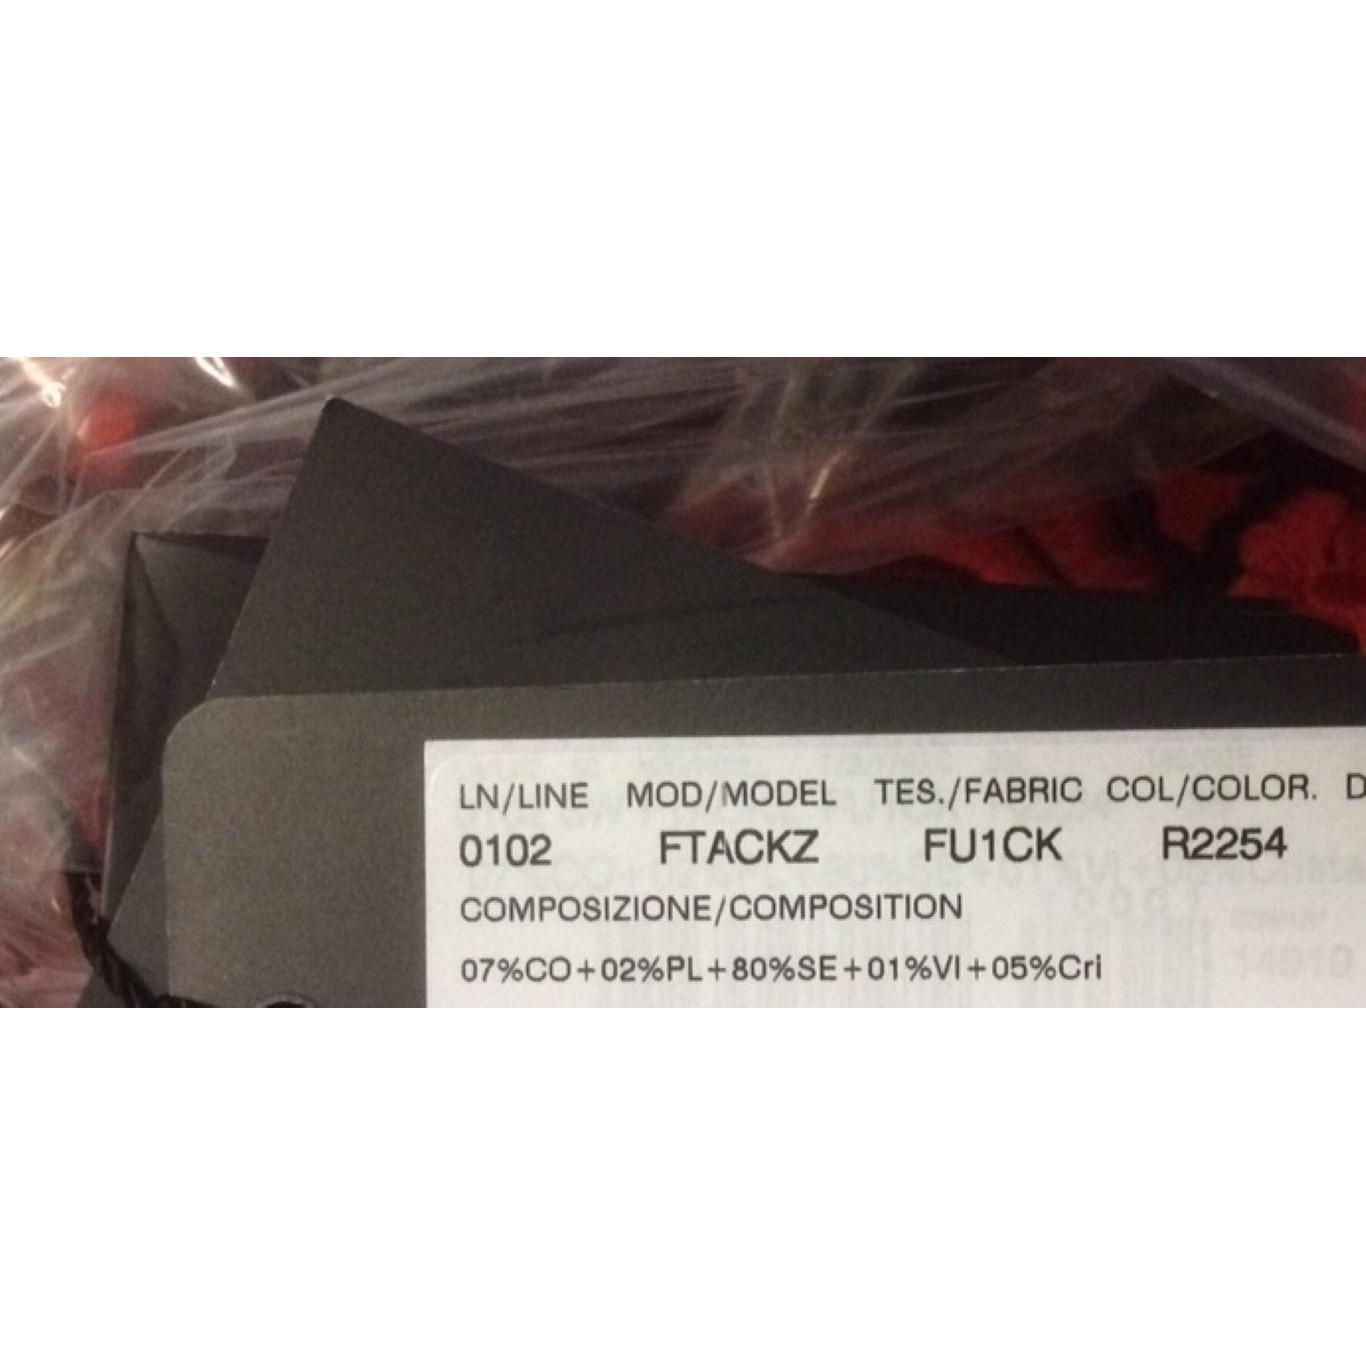 LN/LINE MOD/MODEL TES./FABRIC COL/COLOR. D
0102 FTACKZ FU1CK R2254
COMPOSIZIONE/COMPOSITION
07%CO+02%PL+80%SE+01%VI+05%Cri